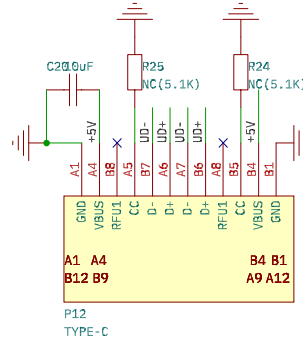 C20 10uF
R25
NC(5.1K)
R24
NC(5.1K)
+5V
UD-
UD+
UD-
UD+
+5V
A1
A4
B8
A5
B7
A6
A7
B6
A8
B5
B4
B1
GND
VBUS
RFU1
CC
D-
D+
D-
D+
RFU1
CC
VBUS
GND
A1 A4 B4 B1
B12 B9 A9 A12
P12
TYPE-C